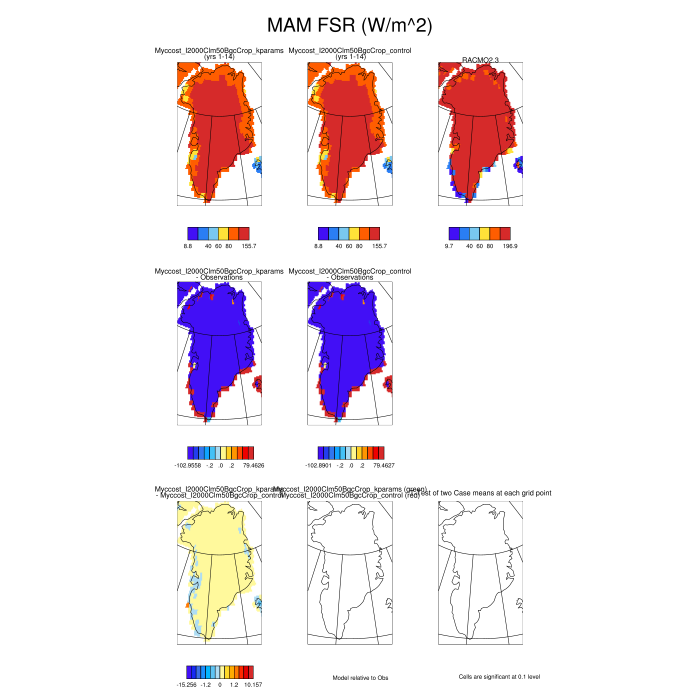 MAM FSR (W/m^2)
Myccost_I2000Clm50BgcCrop_kparams
(yrs 1-14)
Myccost_I2000Clm50BgcCrop_control
(yrs 1-14)
RACMO2.3
8.8 40 60 80 155.7
8.8 40 60 80 155.7
9.7 40 60 80 196.9
Myccost_I2000Clm50BgcCrop_kparams
- Observations
Myccost_I2000Clm50BgcCrop_control
- Observations
-102.9558 -.2 .0 .2 79.4626
-102.8901 -.2 .0 .2 79.4627
Myccost_I2000Clm50BgcCrop_kparams
- Myccost_I2000Clm50BgcCrop_control
Myccost_I2000Clm50BgcCrop_kparams (green)
Myccost_I2000Clm50BgcCrop_control (red)
est of two Case means at each grid point
-15.256 -1.2 0 1.2 10.157
Model relative to Obs
Cells are significant at 0.1 level